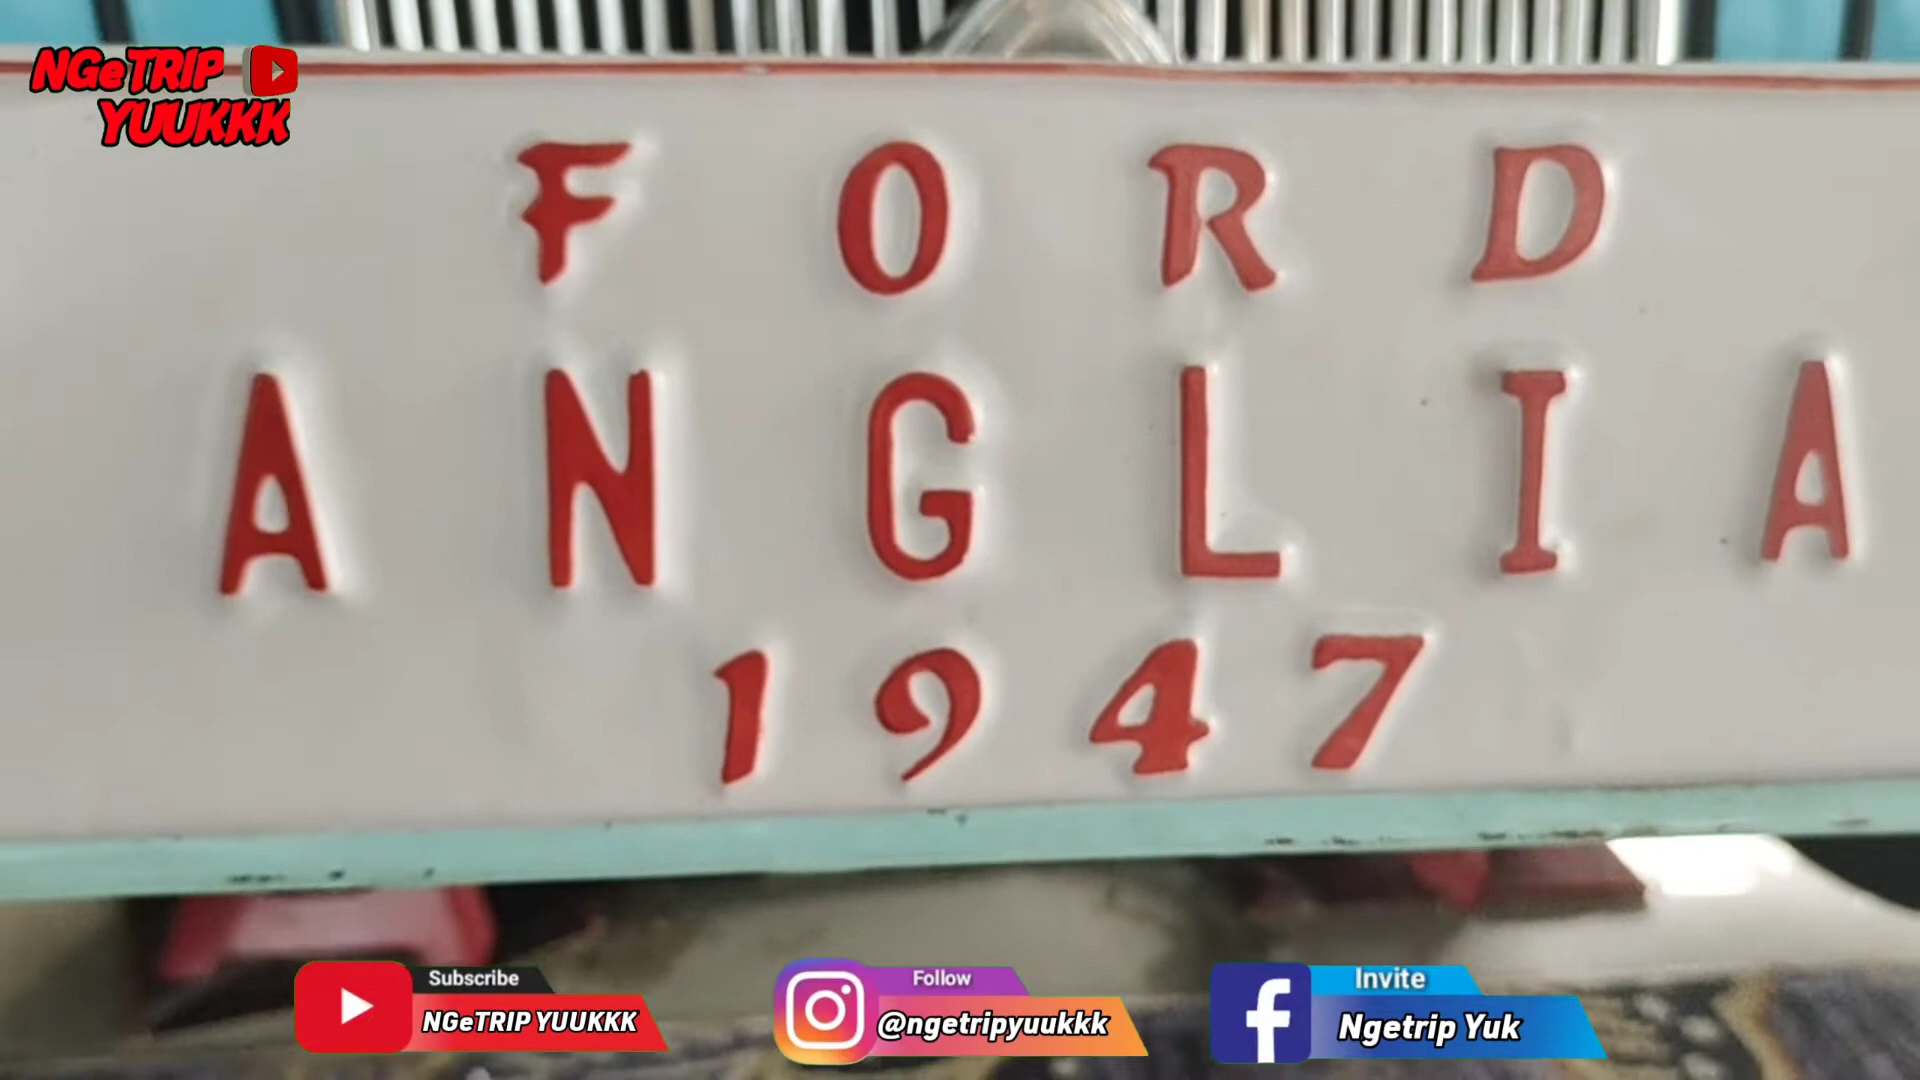 NGeTRIP
YUUKKK
FORD
ANGLIA
1947
Subscribe
NGeTRIP YUUKKK
Follow
@ngetripyuukkk
Invite
Ngetrip Yuk